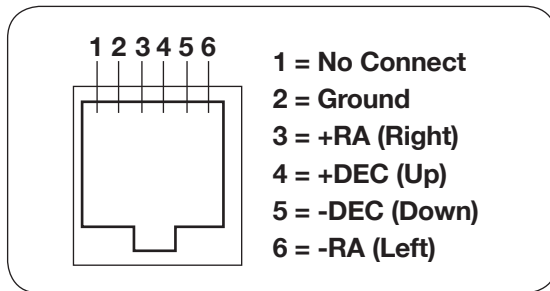 1 2 3 4 5 6
1 = No Connect
2 = Ground
3 = +RA (Right)
4 = +DEC (Up)
5 = -DEC (Down)
6 = -RA (Left)